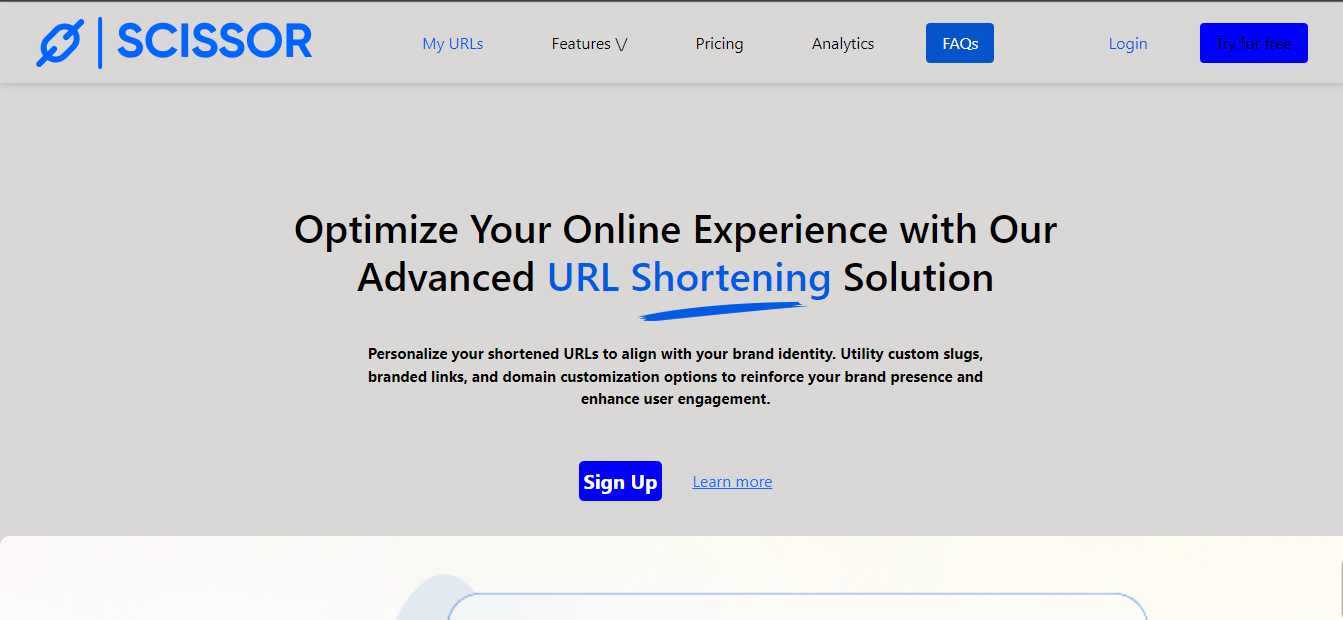 SCISSOR
My URLs
Features \/
Pricing
Analytics
FAQs
Login
Try for free
Optimize Your Online Experience with Our
Advanced URL Shortening Solution
Personalize your shortened URLs to align with your brand identity. Utility custom slugs,
branded links, and domain customization options to reinforce your brand presence and
enhance user engagement.
Sign Up
Learn more